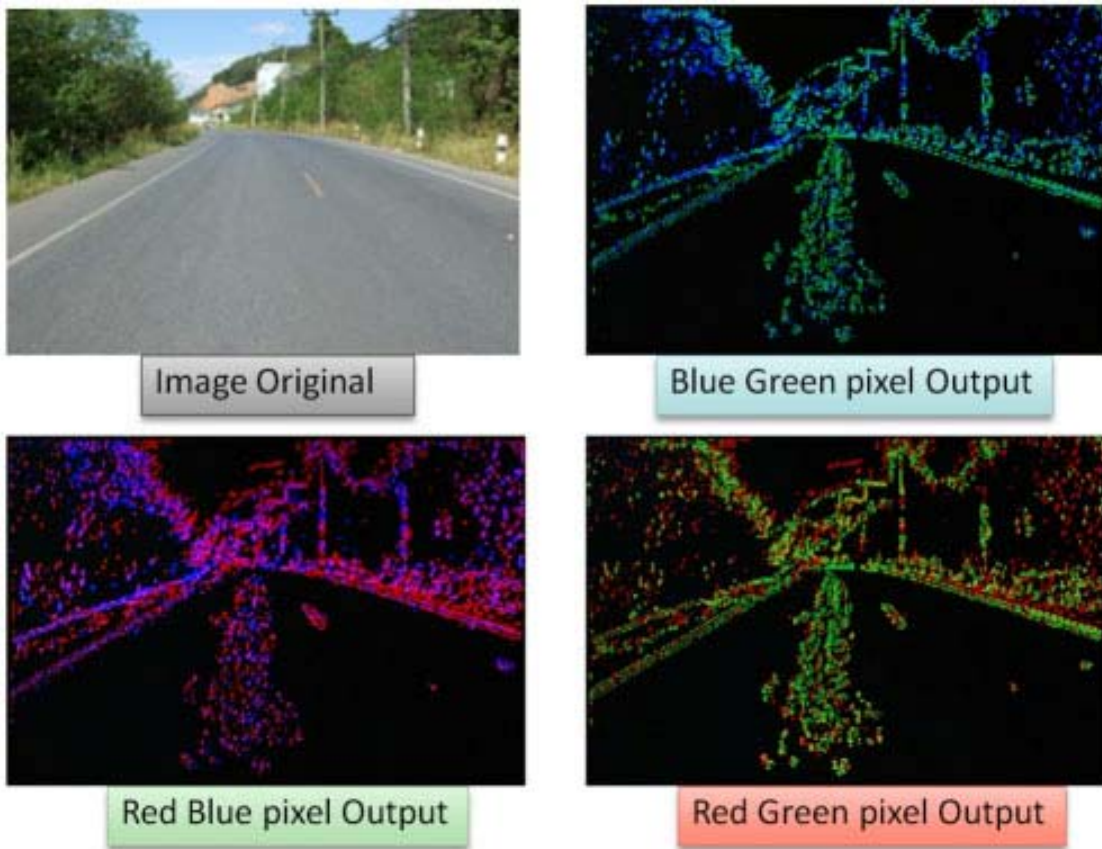 Image Original
Blue Green pixel Output
Red Blue pixel Output
Red Green pixel Output